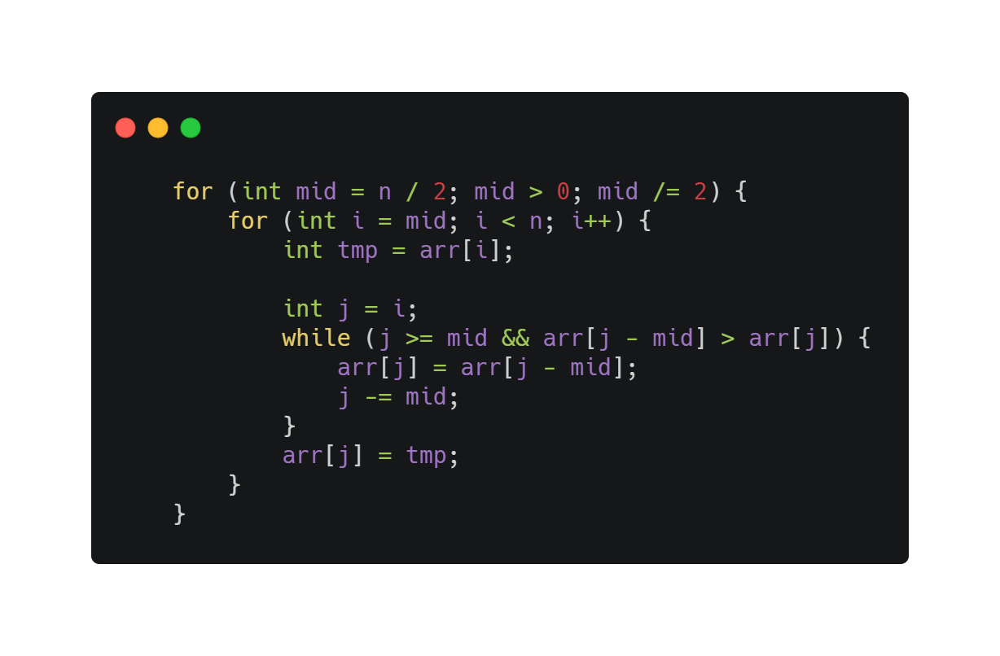 for (int mid = n / 2; mid > 0; mid /= 2) {
    for (int i = mid; i < n; i++) {
        int tmp = arr[i];

        int j = i;
        while (j >= mid && arr[j - mid] > arr[j]) {
            arr[j] = arr[j - mid];
            j -= mid;
        }
        arr[j] = tmp;
    }
}